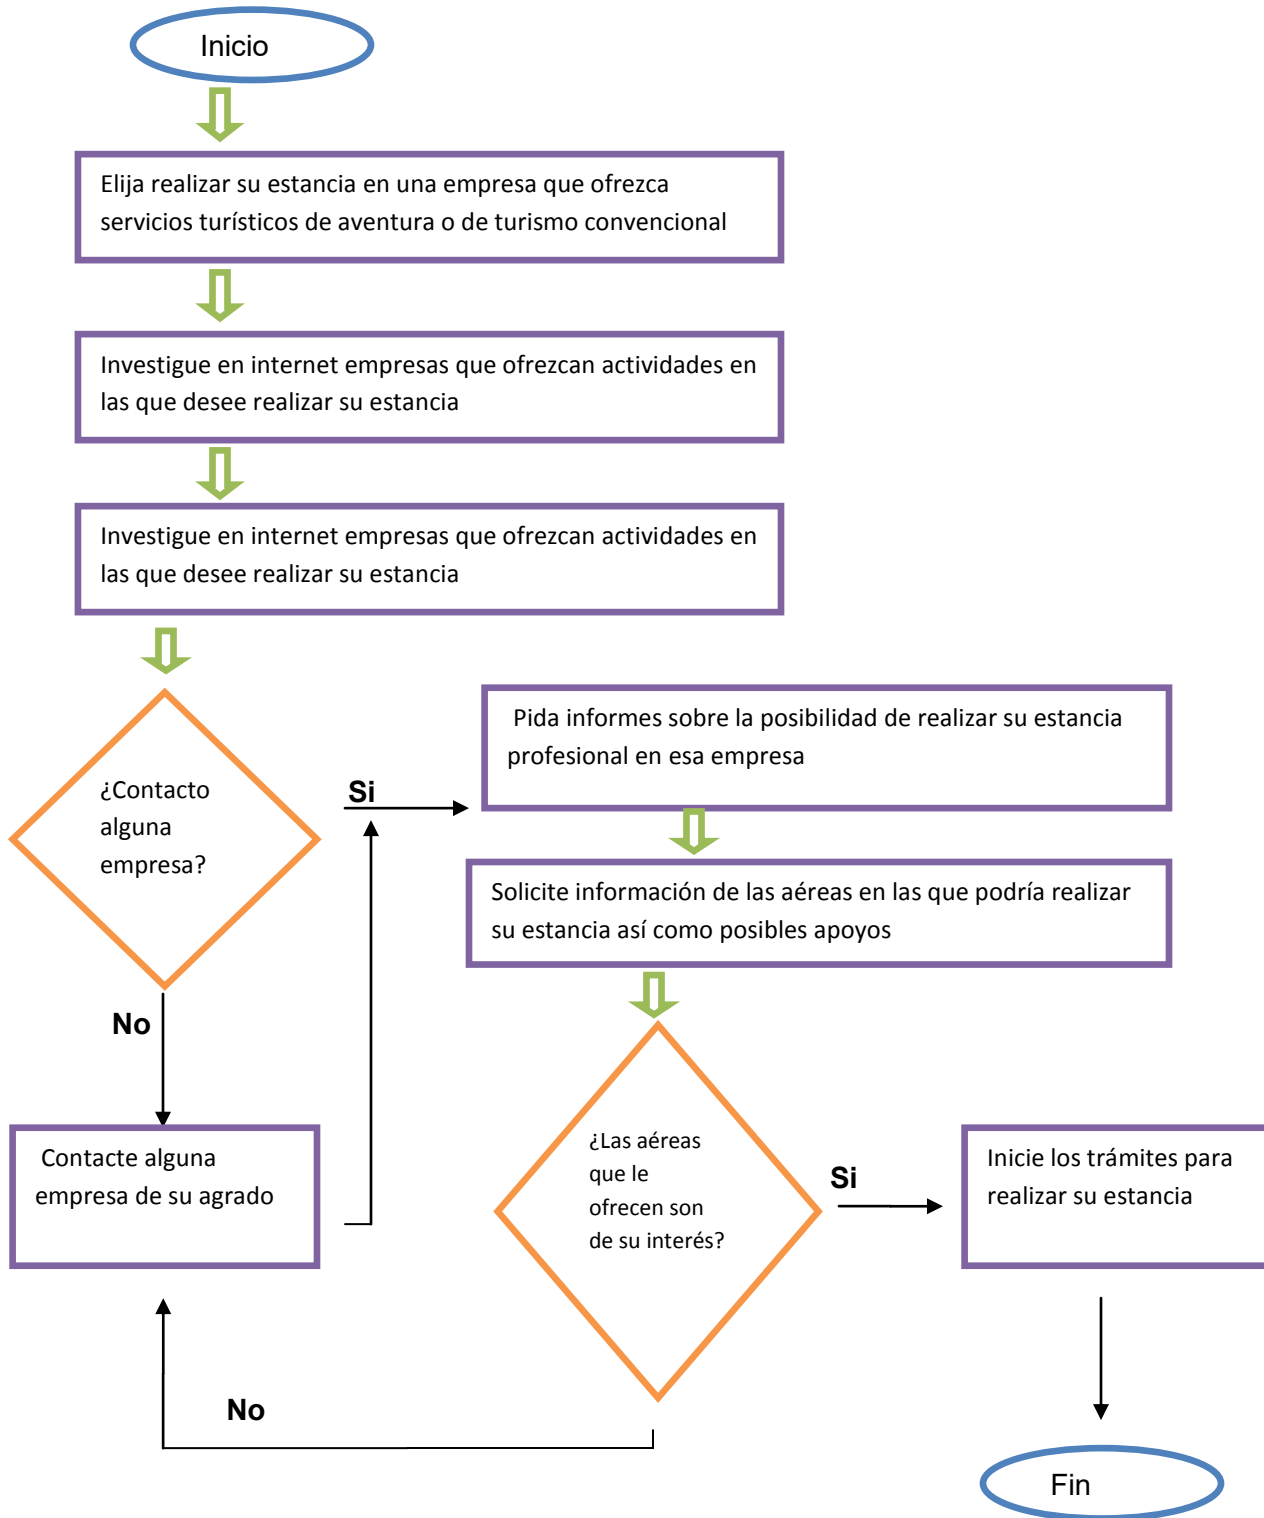 Inicio
Elija realizar su estancia en una empresa que ofrezca
servicios turísticos de aventura o de turismo convencional
Investigue en internet empresas que ofrezcan actividades en
las que desee realizar su estancia
Investigue en internet empresas que ofrezcan actividades en
las que desee realizar su estancia
¿Contacto
alguna
empresa?
Si
Pida informes sobre la posibilidad de realizar su estancia
profesional en esa empresa
Solicite información de las aéreas en las que podría realizar
su estancia así como posibles apoyos
No
Contacte alguna
empresa de su agrado
¿Las aéreas
que le
ofrecen son
de su interés?
Si
Inicie los trámites para
realizar su estancia
No
Fin